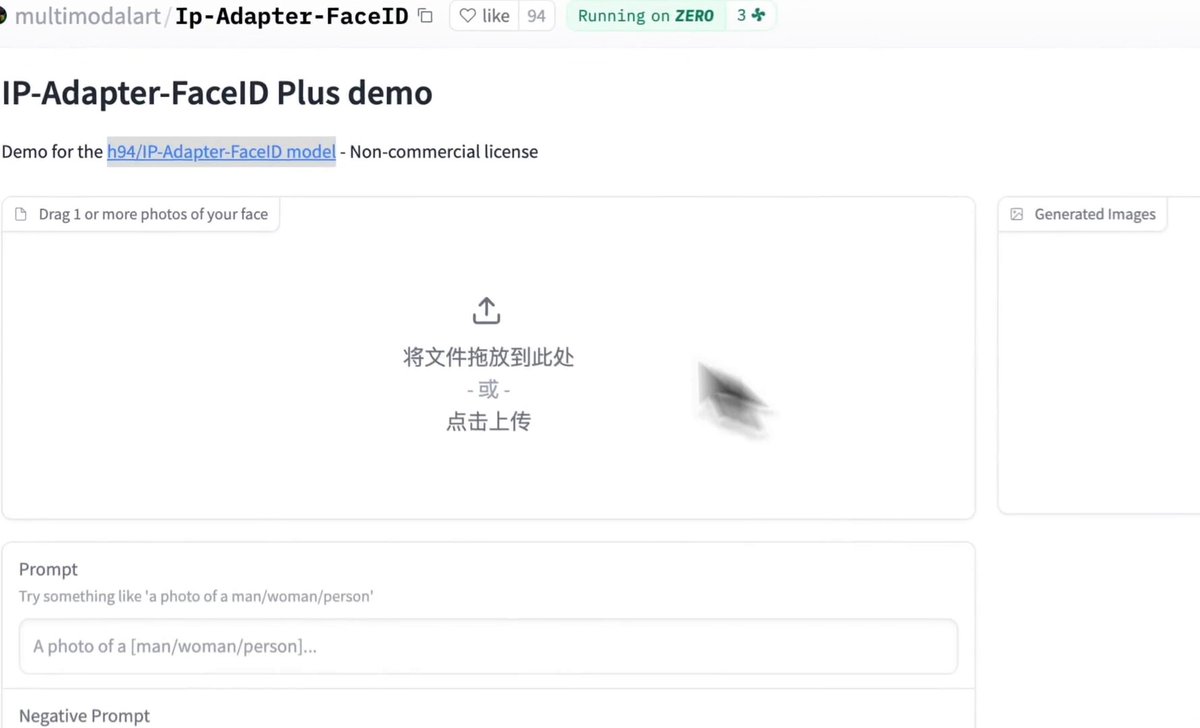 multimodalart/Ip-Adapter-FaceID like 94 Running on ZERO 3
IP-Adapter-FaceID Plus demo
Demo for the h94/IP-Adapter-FaceID model - Non-commercial license
Drag 1 or more photos of your face
Generated Images
将文件拖放到此处
- 或 -
点击上传
Prompt
Try something like 'a photo of a man/woman/person'
A photo of a [man/woman/person]...
Negative Prompt